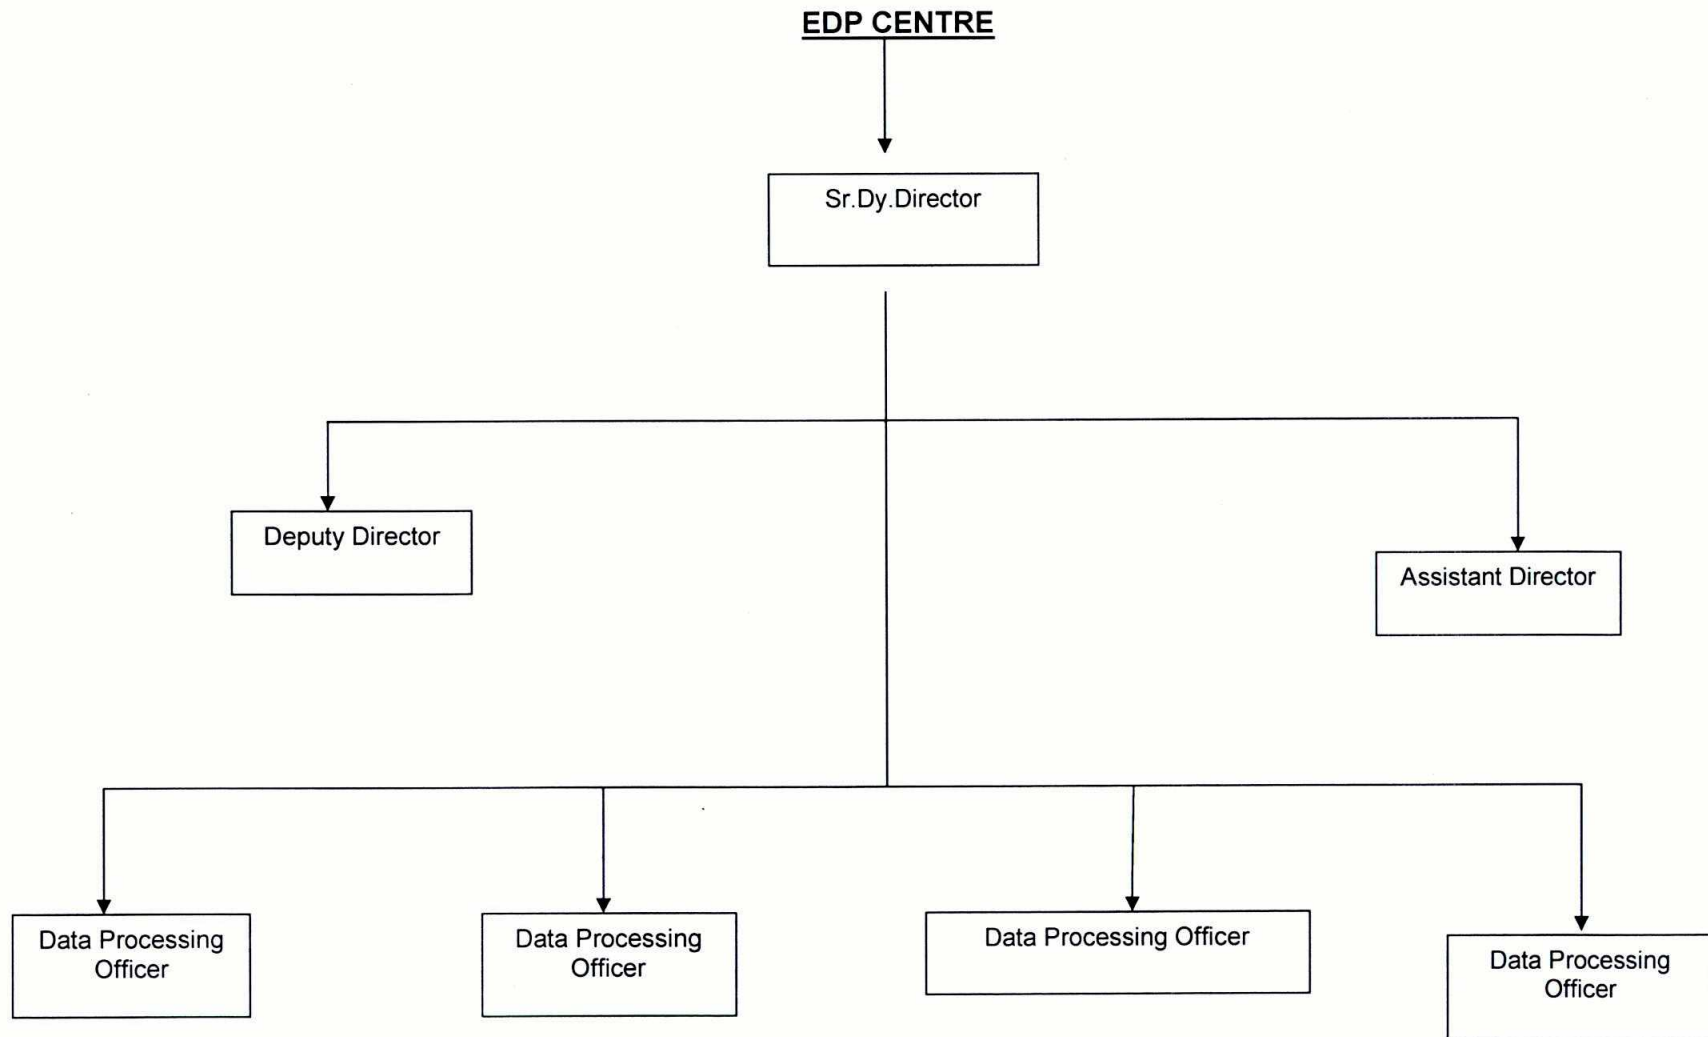 EDP CENTRE
Sr.Dy.Director
Deputy Director
Assistant Director
Data Processing
Officer
Data Processing
Officer
Data Processing Officer
Data Processing
Officer